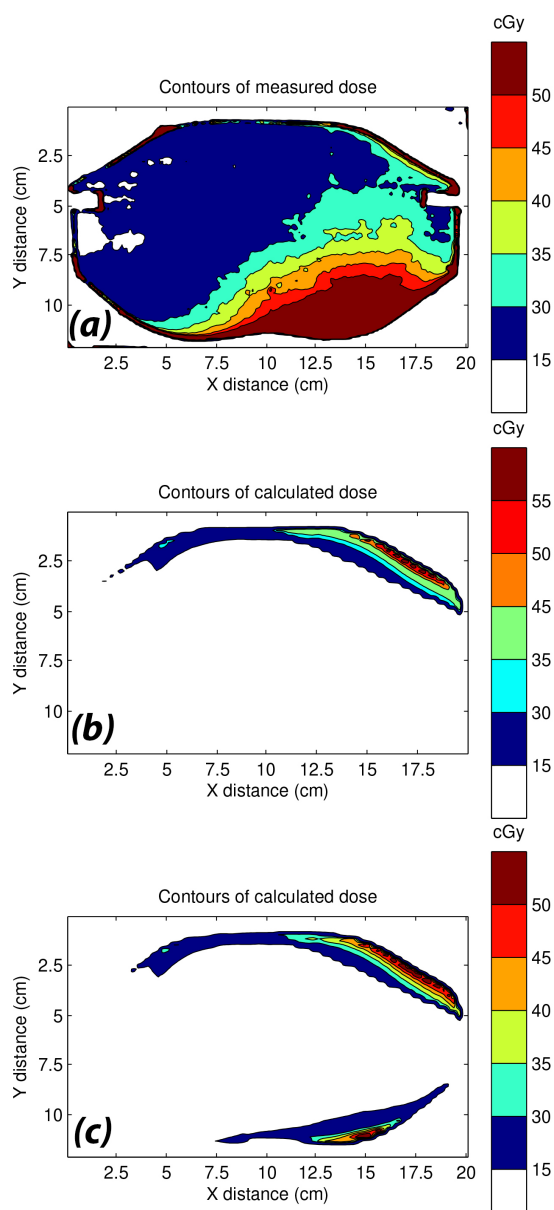 cGy
Contours of measured dose
50
45
40
35
30
15
2.5
5
7.5
10
Y distance (cm)
(a)
2.5 5 7.5 10 12.5 15 17.5 20
X distance (cm)
cGy
Contours of calculated dose
55
50
45
35
30
15
2.5
5
7.5
10
Y distance (cm)
(b)
2.5 5 7.5 10 12.5 15 17.5
X distance (cm)
cGy
Contours of calculated dose
50
45
40
35
30
15
2.5
5
7.5
10
Y distance (cm)
(c)
2.5 5 7.5 10 12.5 15 17.5 20
X distance (cm)